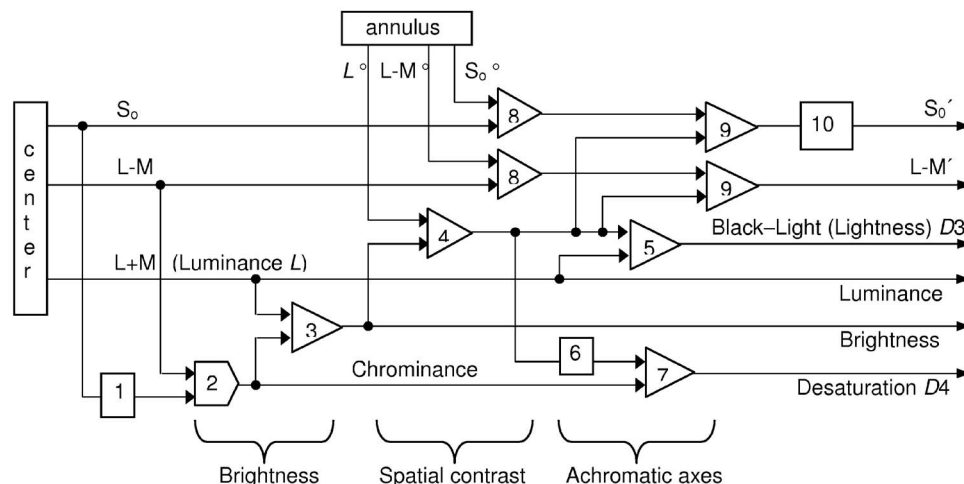 annulus
L° L-M° S₀°
S₀ 8 9 10 S₀´
center
L-M 8 9 L-M´
4 5 Black–Light (Lightness) D3
L+M (Luminance L) Luminance
3 Brightness
1 2 Chrominance 6 7 Desaturation D4
Brightness Spatial contrast Achromatic axes